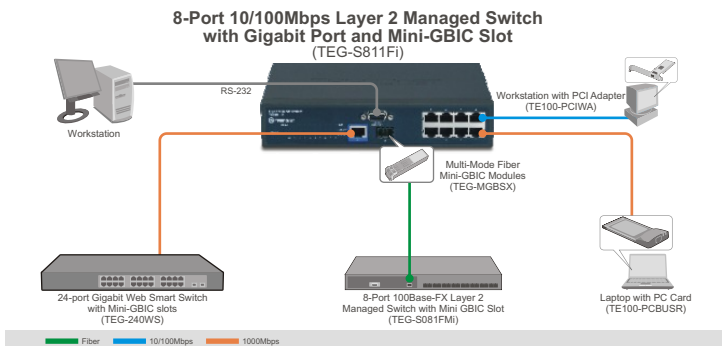 8-Port 10/100Mbps Layer 2 Managed Switch
with Gigabit Port and Mini-GBIC Slot
(TEG-S811Fi)
RS-232
Workstation
Workstation with PCI Adapter
(TE100-PCIWA)
Multi-Mode Fiber
Mini-GBIC Modules
(TEG-MGBSX)
24-port Gigabit Web Smart Switch
with Mini-GBIC slots
(TEG-240WS)
8-Port 100Base-FX Layer 2
Managed Switch with Mini GBIC Slot
(TEG-S081FMi)
Laptop with PC Card
(TE100-PCBUSR)
Fiber
10/100Mbps
1000Mbps